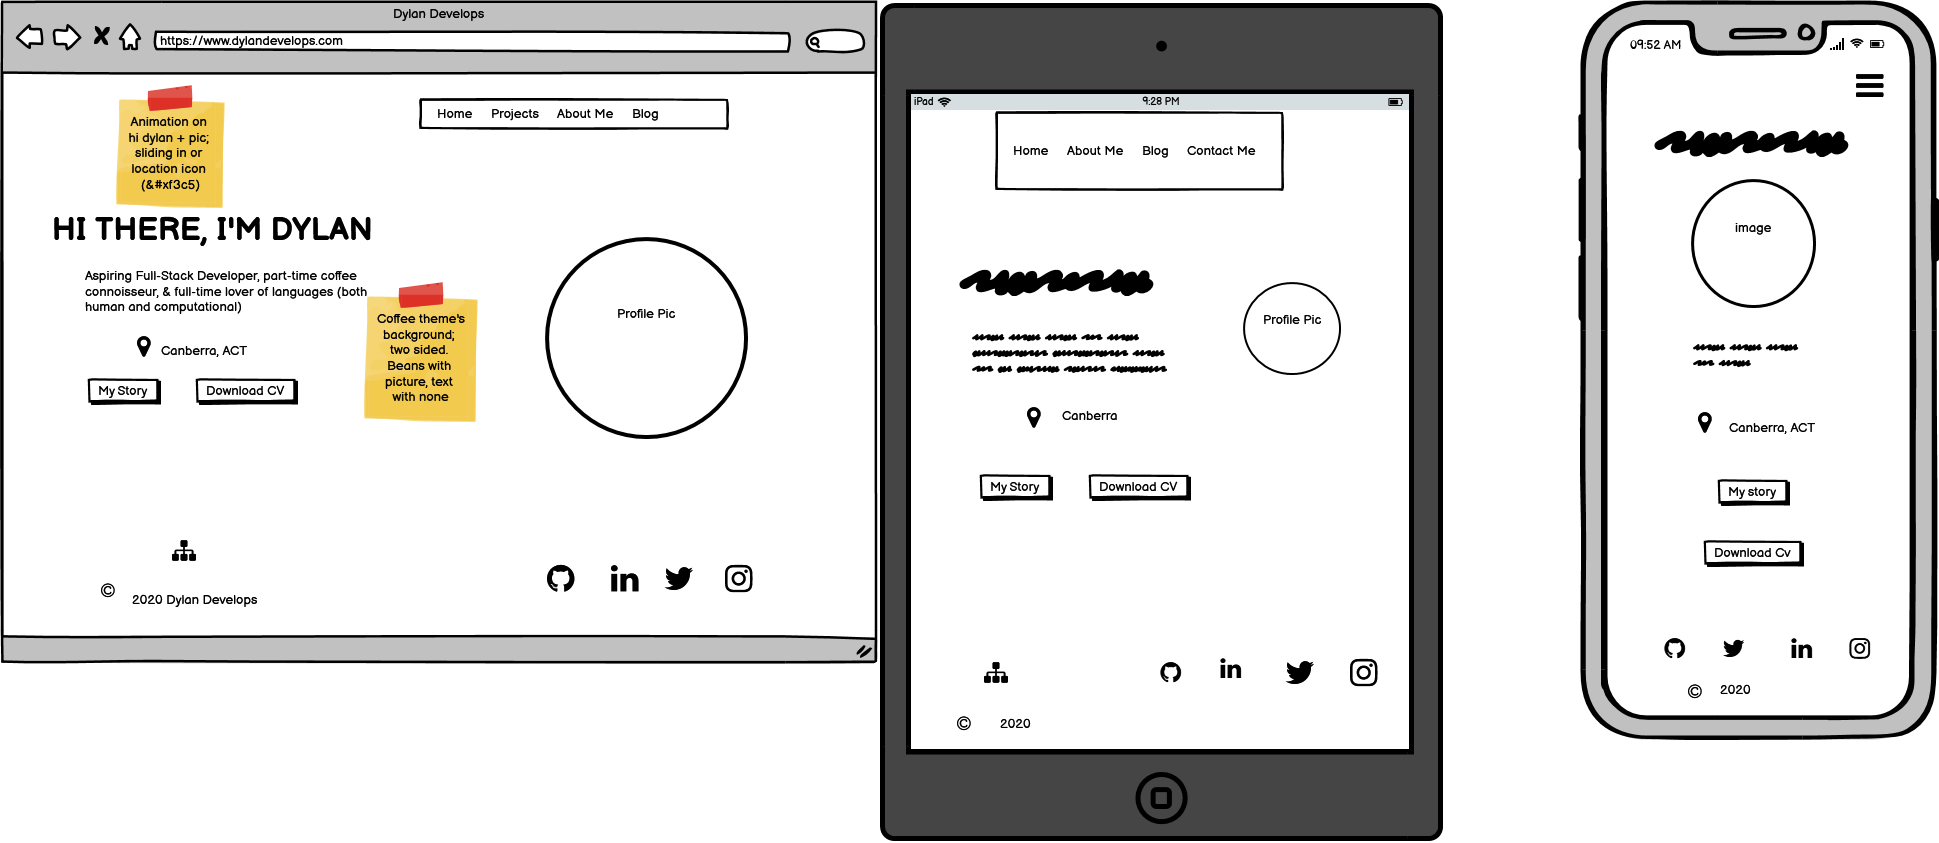 Dylan Develops
https://www.dylandevelops.com
Home Projects About Me Blog
Animation on
hi dylan + pic;
sliding in or
location icon
(&#xf3c5)
HI THERE, I'M DYLAN
Aspiring Full-Stack Developer, part-time coffee
connoisseur, & full-time lover of languages (both
human and computational)
Coffee theme's
background;
two sided.
Beans with
picture, text
with none
Profile Pic
Canberra, ACT
My Story
Download CV
in
©
2020 Dylan Develops
iPad
9:28 PM
Home About Me Blog Contact Me
Profile Pic
Canberra
My Story
Download CV
in
©
2020
09:52 AM
image
Canberra, ACT
My story
Download Cv
in
©
2020